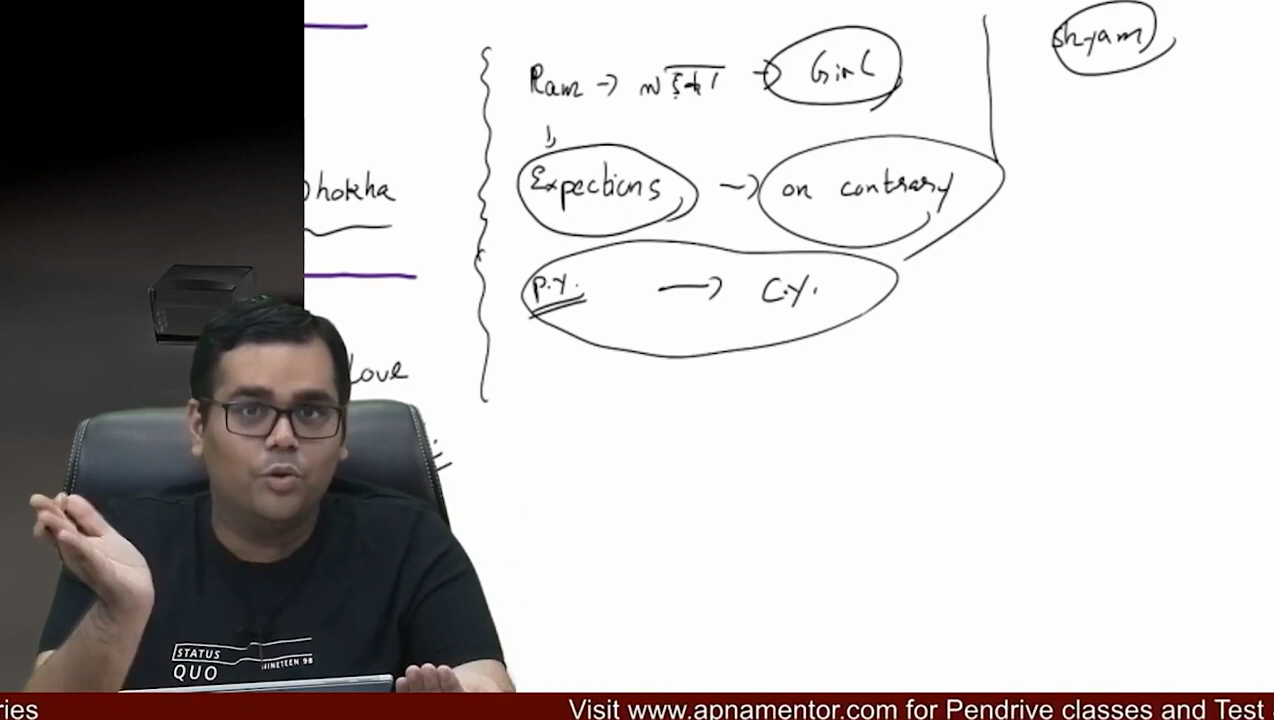 shyam
Ram → → Girl
Expections → on contrary
P.Y. → C.Y.
hokha
Love
STATUS
QUO
NINETEEN 98
ries
Visit www.apnamentor.com for Pendrive classes and Test